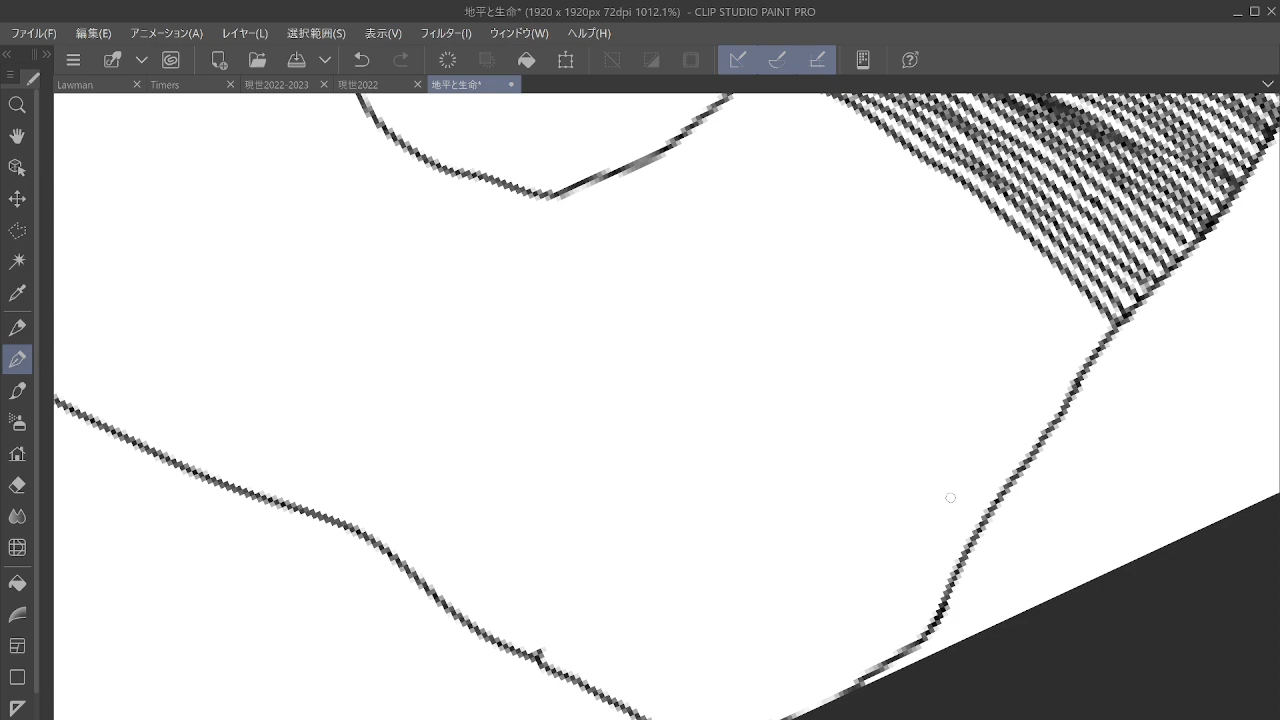 地平と生命* (1920 x 1920px 72dpi 1012.1%) - CLIP STUDIO PAINT PRO
ファイル(F) 編集(E) アニメーション(A) レイヤー(L) 選択範囲(S) 表示(V) フィルター(I) ウィンドウ(W) ヘルプ(H)
Lawman Timers 現世2022-2023 現世2022 地平と生命*